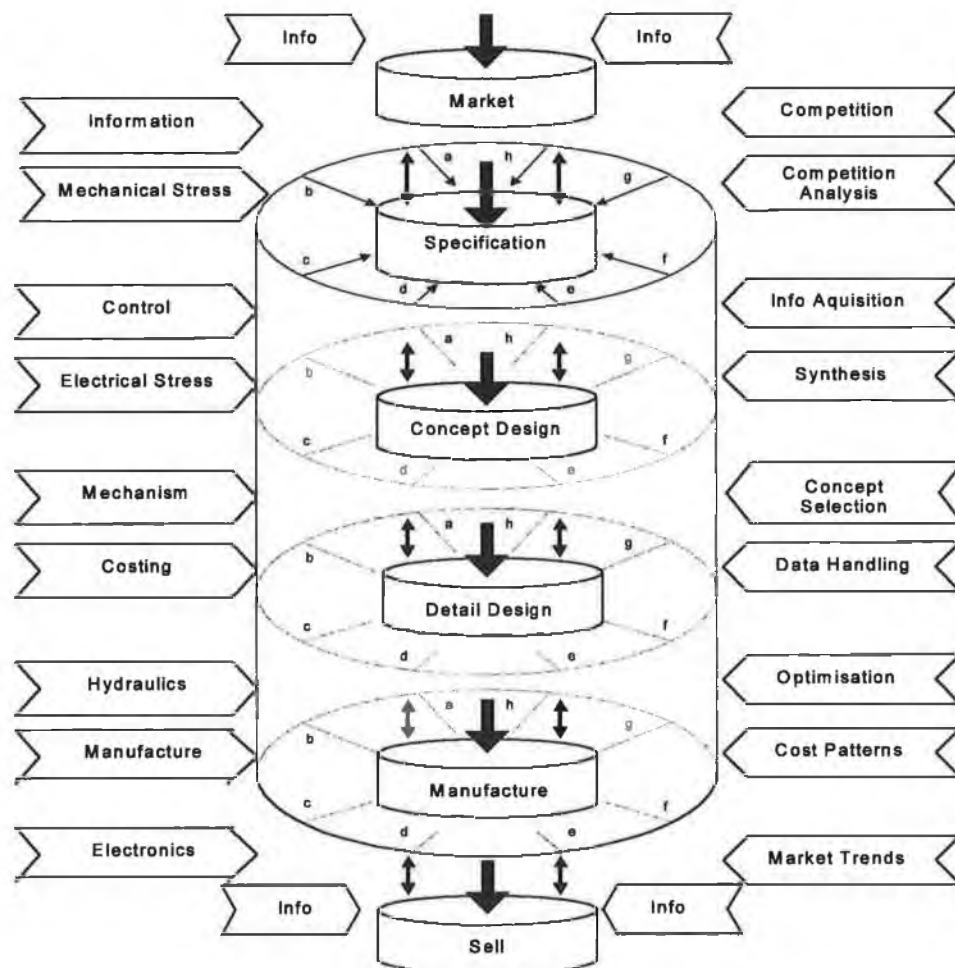 Info
Info
Market
Information
Competition
a
h
Mechanical Stress
b
g
Competition
Analysis
Specification
c
f
d
e
Control
Info Aquisition
a
h
b
g
Electrical Stress
Synthesis
Concept Design
c
f
d
e
Mechanism
Concept
Selection
a
h
b
g
Costing
Data Handling
Detail Design
c
f
d
e
Hydraulics
Optimisation
a
h
b
g
Manufacture
Cost Patterns
Manufacture
c
f
d
e
Electronics
Market Trends
Info
Info
Sell